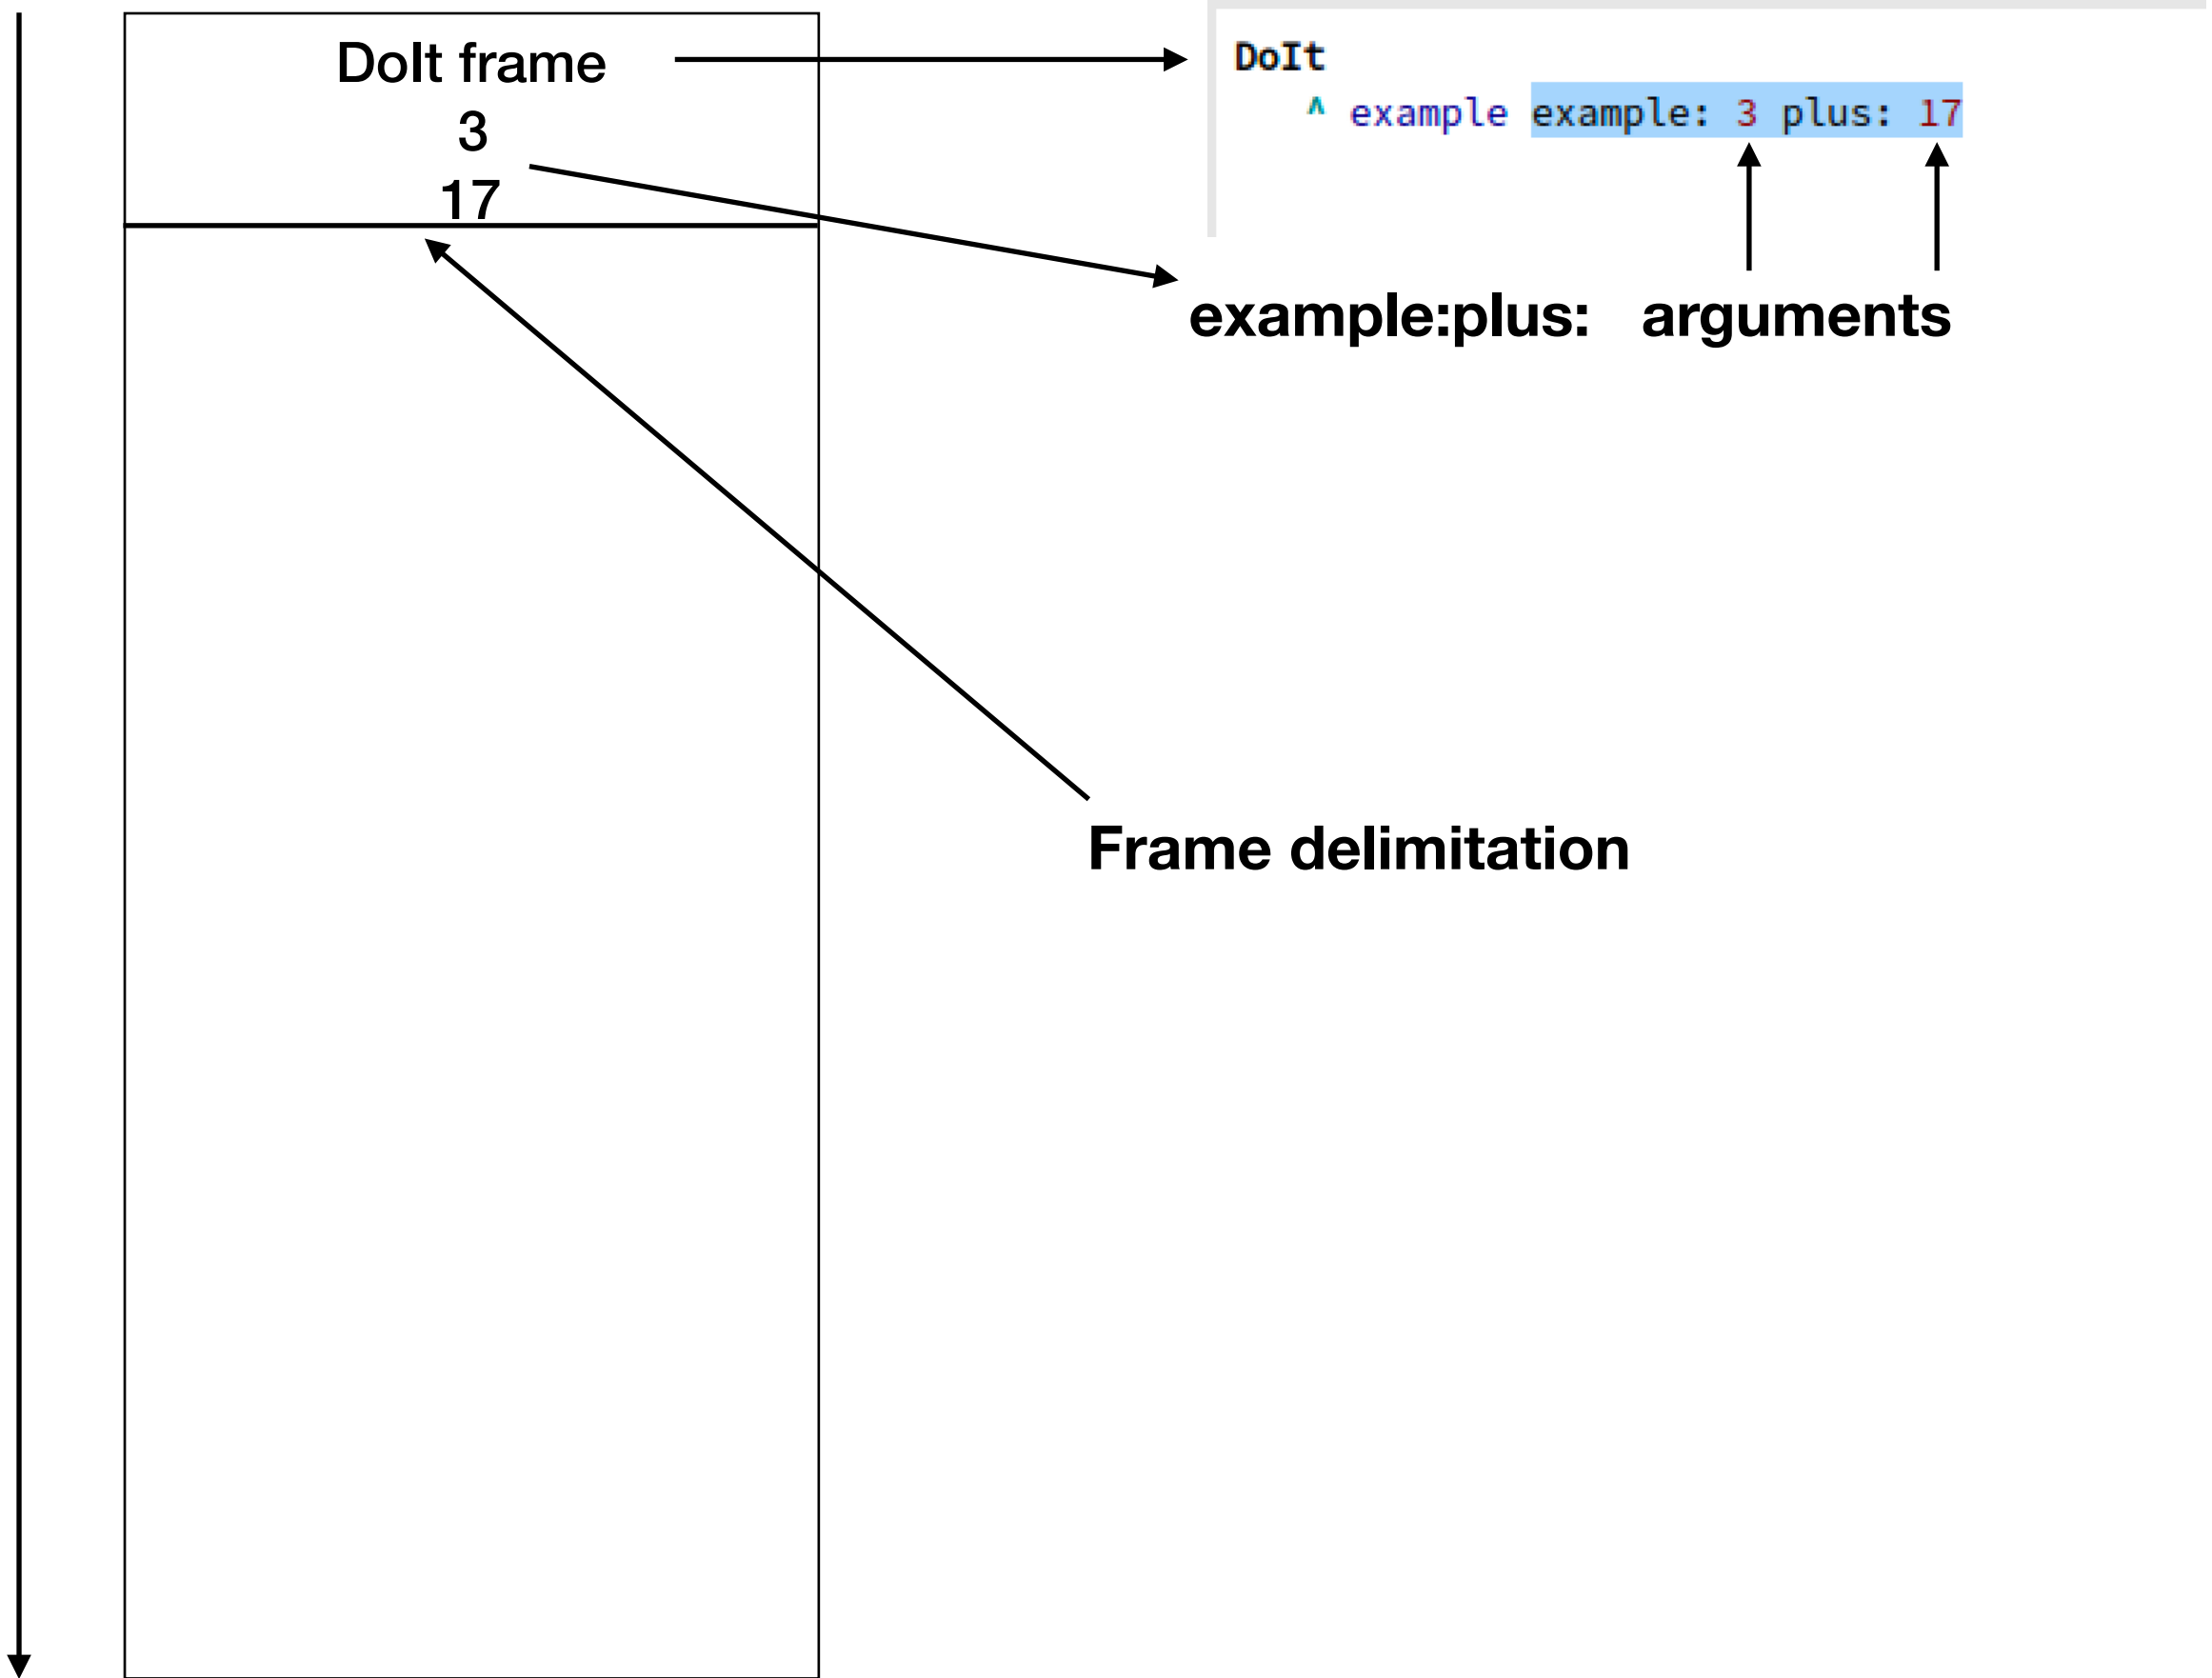 DoIt frame
3
17
DoIt
^ example example: 3 plus: 17
example:plus: arguments
Frame delimitation